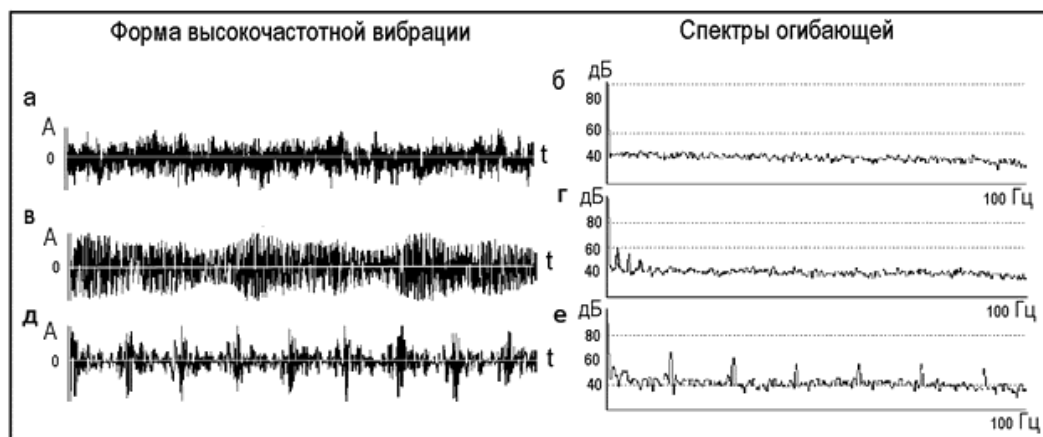 Форма высокочастотной вибрации
Спектры огибающей
а
A
0
t
б
дБ
80
60
40
100 Гц
в
A
0
t
г
дБ
80
60
40
100 Гц
д
A
0
t
е
дБ
80
60
40
100 Гц